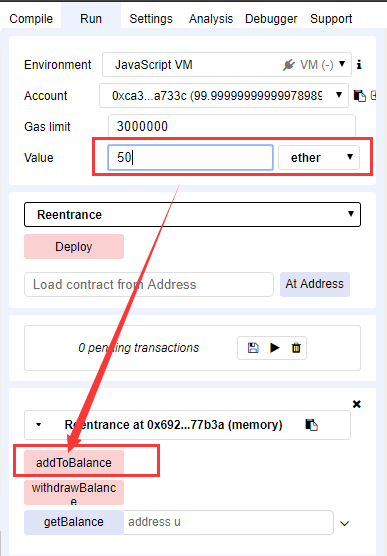 Compile Run Settings Analysis Debugger Support
Environment JavaScript VM VM (-)
Account 0xca3...a733c (99.99999999999978989
Gas limit 3000000
Value 50 ether
Reentrance
Deploy
Load contract from Address At Address
0 pending transactions
Reentrance at 0x692...77b3a (memory)
addToBalance
withdrawBalanc
e
getBalance address u